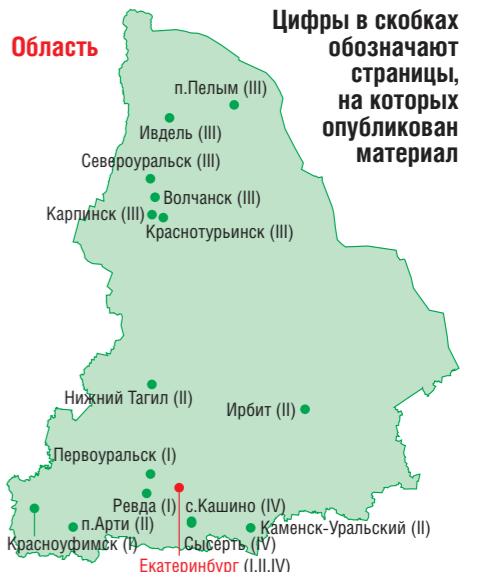 Область
Цифры в скобках
обозначают
страницы,
на которых
опубликован
материал
п.Пелым (III)
Ивдель (III)
Североуральск (III)
Волчанск (III)
Карпинск (III)
Краснотурьинск (III)
Нижний Тагил (II)
Ирбит (II)
Первоуральск (I)
Ревда (I)
с.Кашино (IV)
п.Арти (II)
Каменск-Уральский (II)
Красноуфимск (I)
Сысерть (IV)
Екатеринбург (I,II,IV)